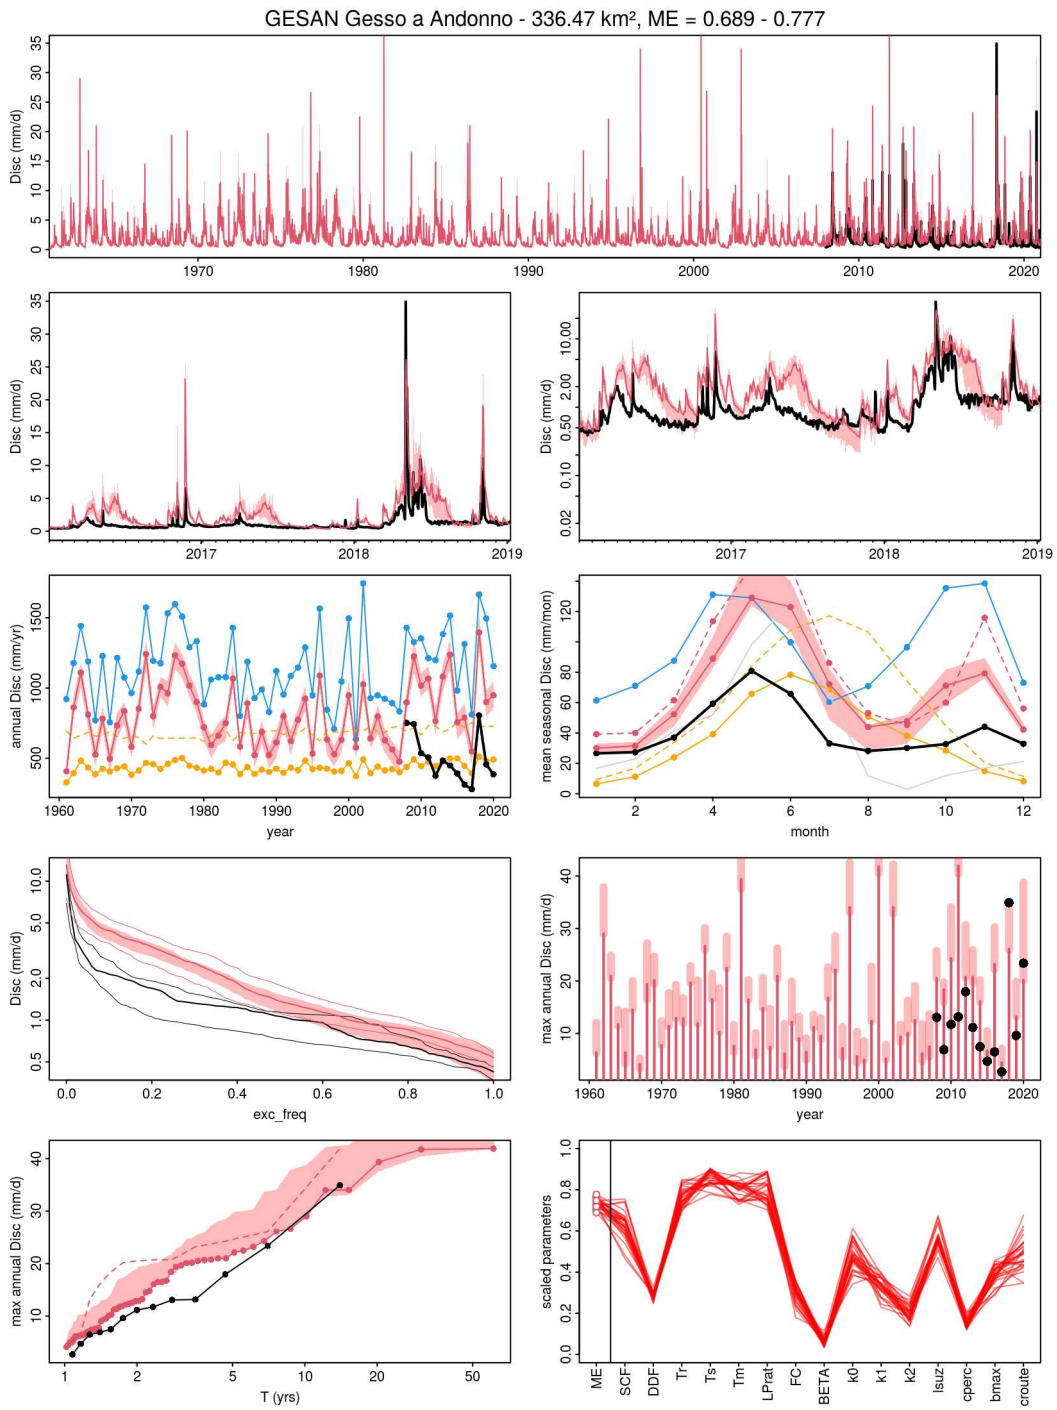 GESAN Gesso a Andonno - 336.47 km², ME = 0.689 - 0.777
Disc (mm/d)
0 5 10 15 20 25 30 35
1970 1980 1990 2000 2010 2020
Disc (mm/d)
0 5 10 15 20 25 30 35
2017 2018 2019
Disc (mm/d)
0.02 0.10 0.50 2.00 10.00
2017 2018 2019
annual Disc (mm/yr)
500 1000 1500
1960 1970 1980 1990 2000 2010 2020
year
mean seasonal Disc (mm/mon)
0 20 40 60 80 120
2 4 6 8 10 12
month
Disc (mm/d)
0.5 1.0 2.0 5.0 10.0
0.0 0.2 0.4 0.6 0.8 1.0
exc_freq
max annual Disc (mm/d)
10 20 30 40
1960 1970 1980 1990 2000 2010 2020
year
max annual Disc (mm/d)
10 20 30 40
1 2 5 10 20 50
T (yrs)
scaled parameters
0.0 0.2 0.4 0.6 0.8 1.0
ME SCF DDF Tr Ts Tm LPrat FC BETA k0 k1 k2 lsuz cperc bmax croute